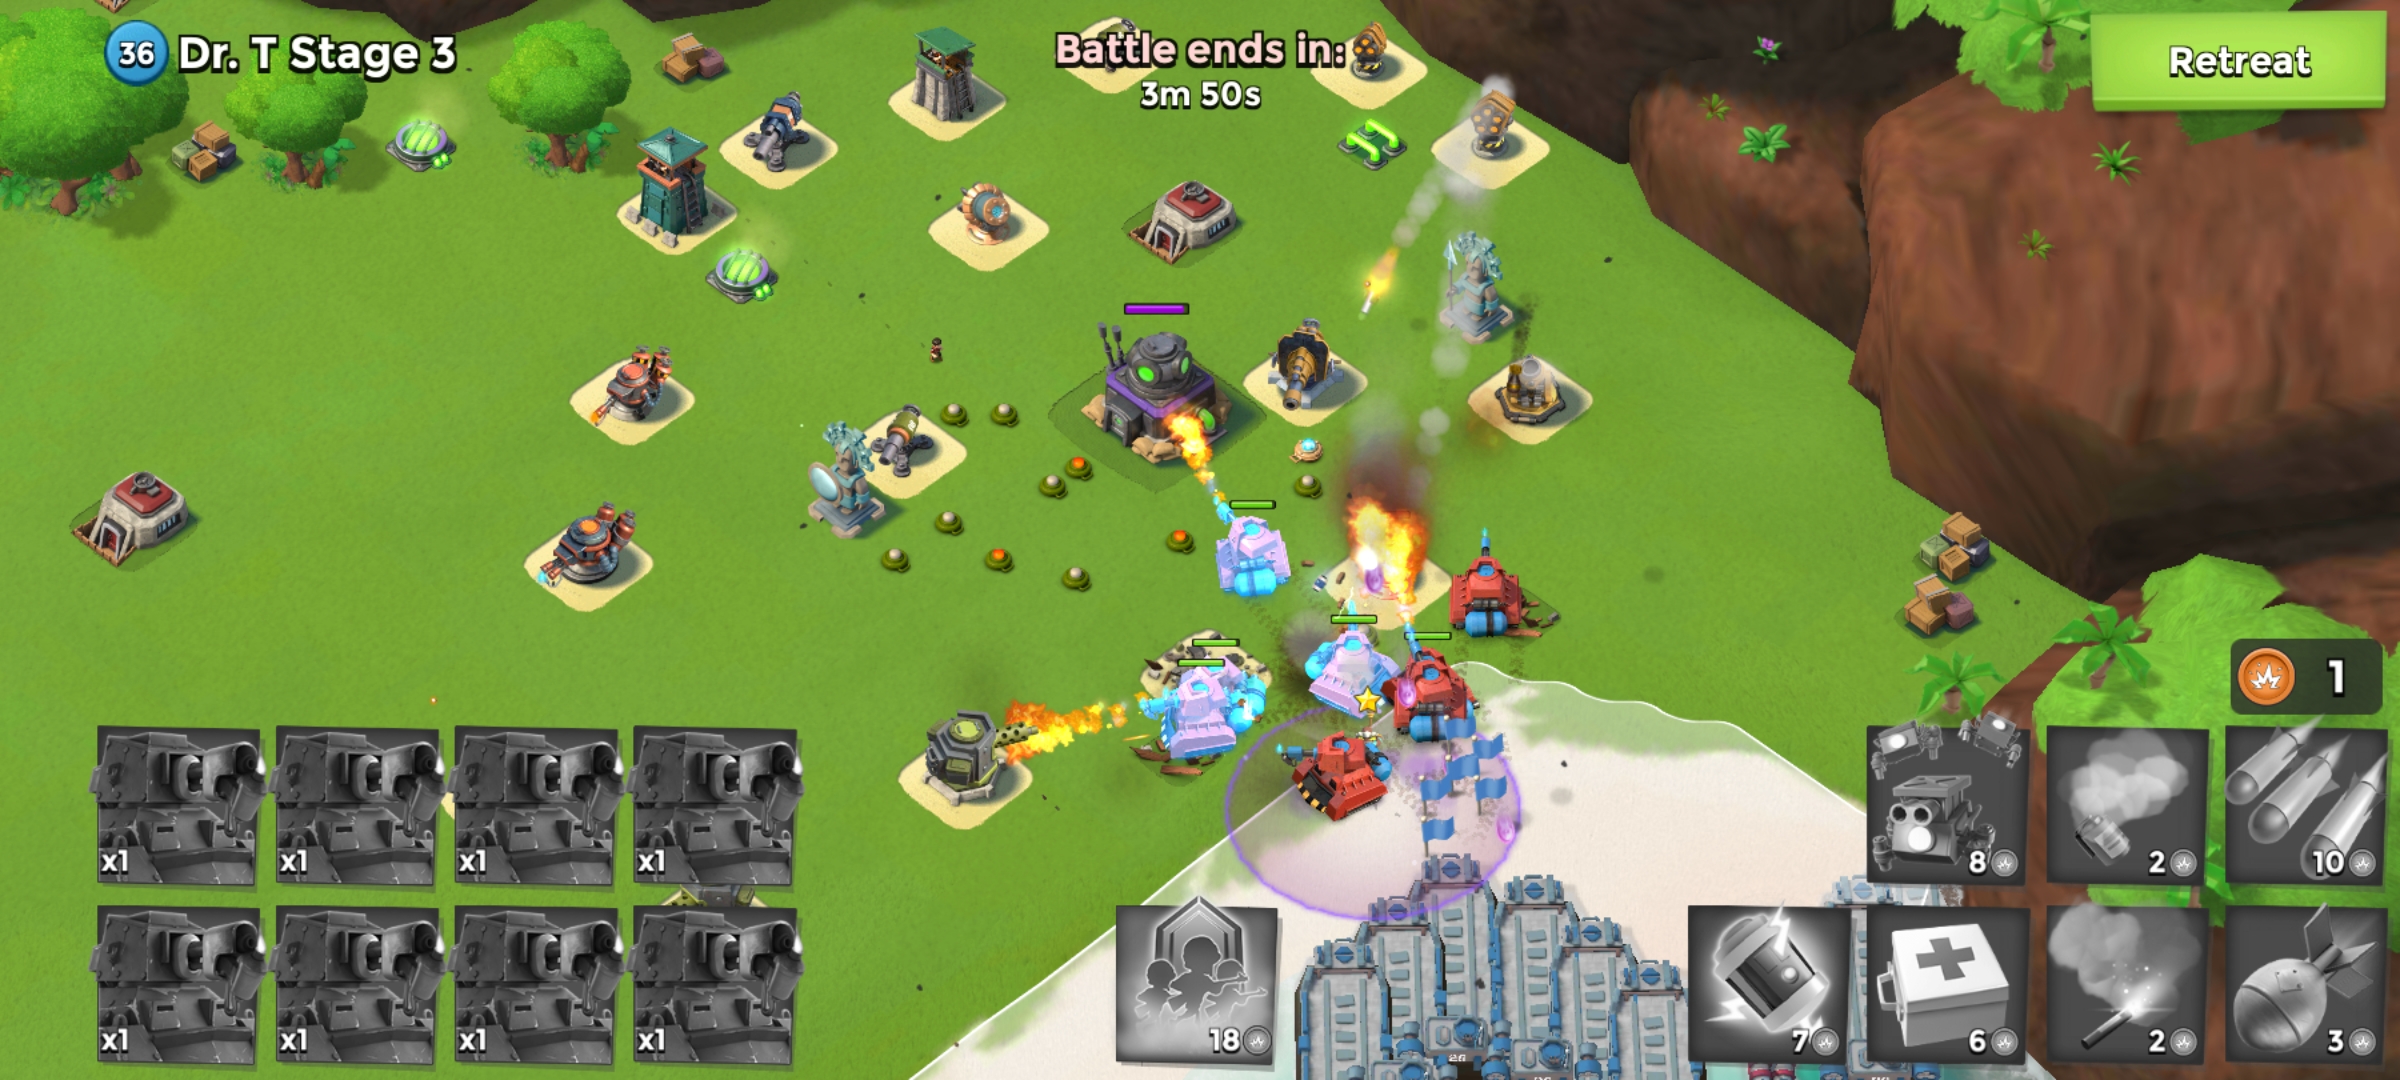 36 Dr. T Stage 3
Battle ends in:
3m 50s
Retreat
1
x1 x1 x1 x1
8 2 10
x1 x1 x1 x1
18 7 6 2 3
26